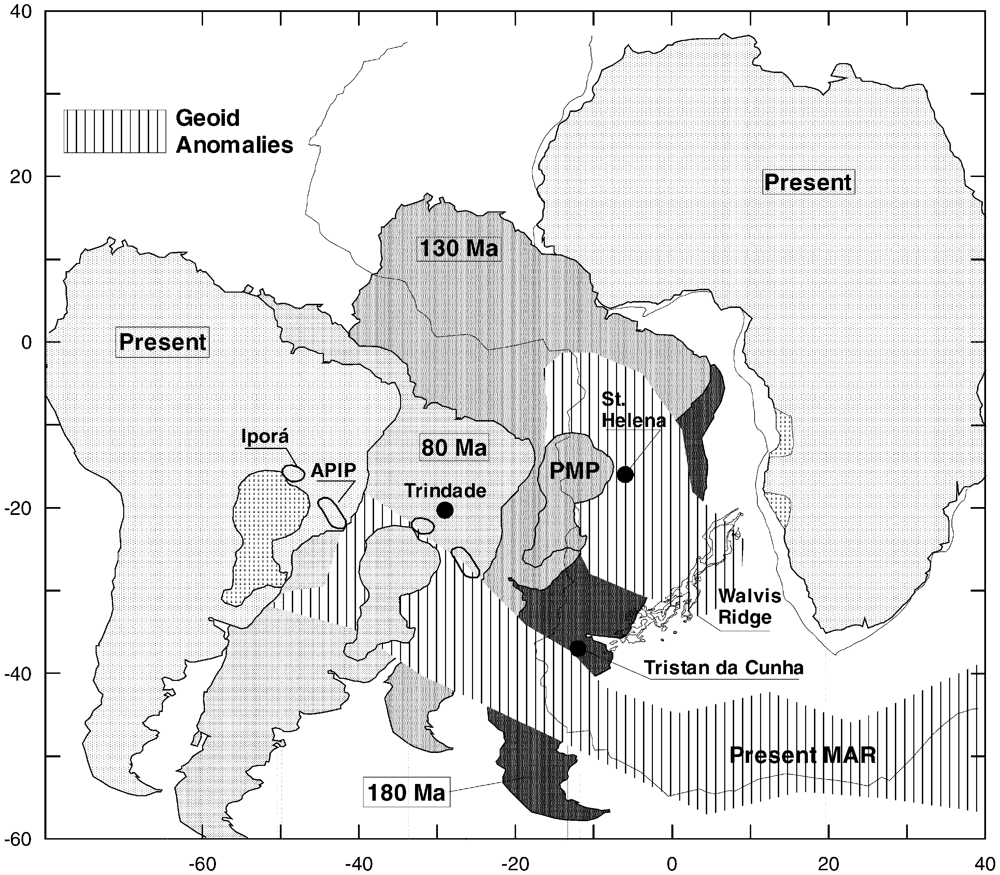 40
Geoid
Anomalies
20
Present
130 Ma
Present
0
St.
Helena
Iporá
80 Ma
APIP
PMP
Trindade
-20
Walvis
Ridge
Tristan da Cunha
-40
Present MAR
180 Ma
-60
-60
-40
-20
0
20
40